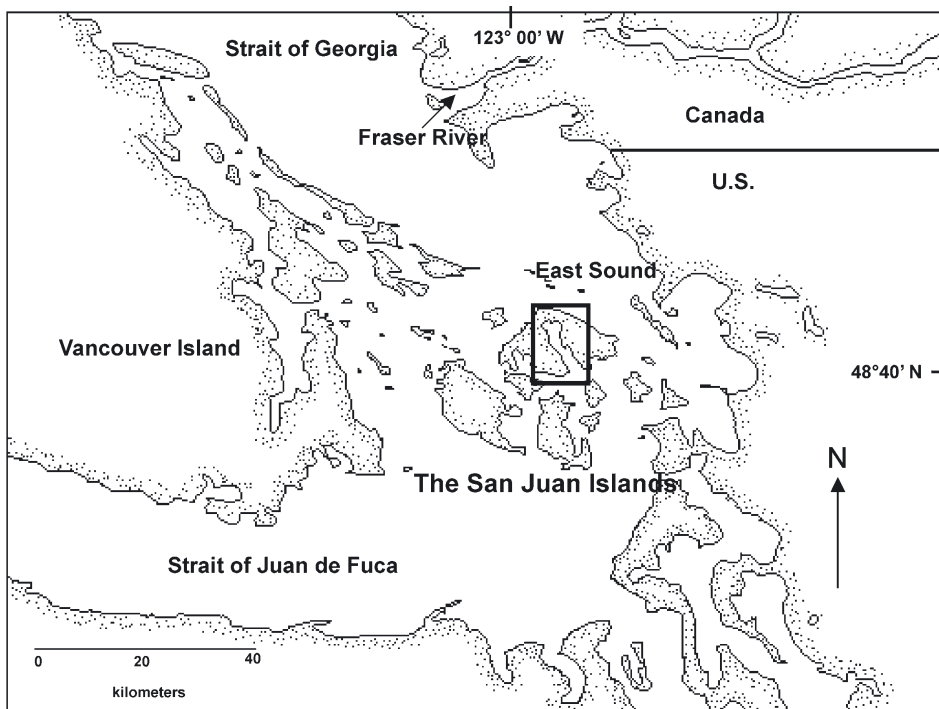 Strait of Georgia
123° 00’ W
Fraser River
Canada
U.S.
East Sound
Vancouver Island
48°40’ N
The San Juan Islands
N
Strait of Juan de Fuca
0 20 40
kilometers